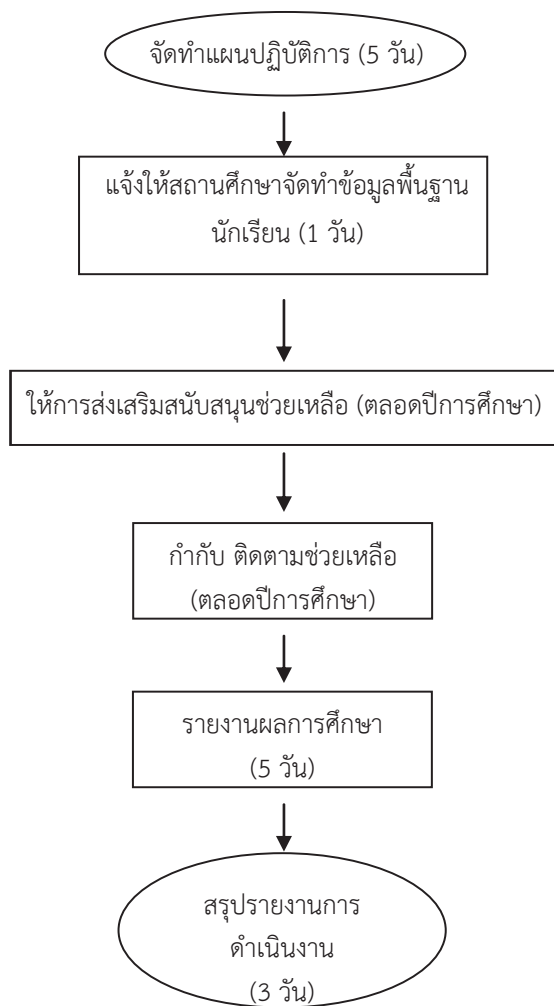 จัดทำแผนปฏิบัติการ (5 วัน)
แจ้งให้สถานศึกษาจัดทำข้อมูลพื้นฐาน
นักเรียน (1 วัน)
ให้การส่งเสริมสนับสนุนช่วยเหลือ (ตลอดปีการศึกษา)
กำกับ ติดตามช่วยเหลือ
(ตลอดปีการศึกษา)
รายงานผลการศึกษา
(5 วัน)
สรุปรายงานการ
ดำเนินงาน
(3 วัน)